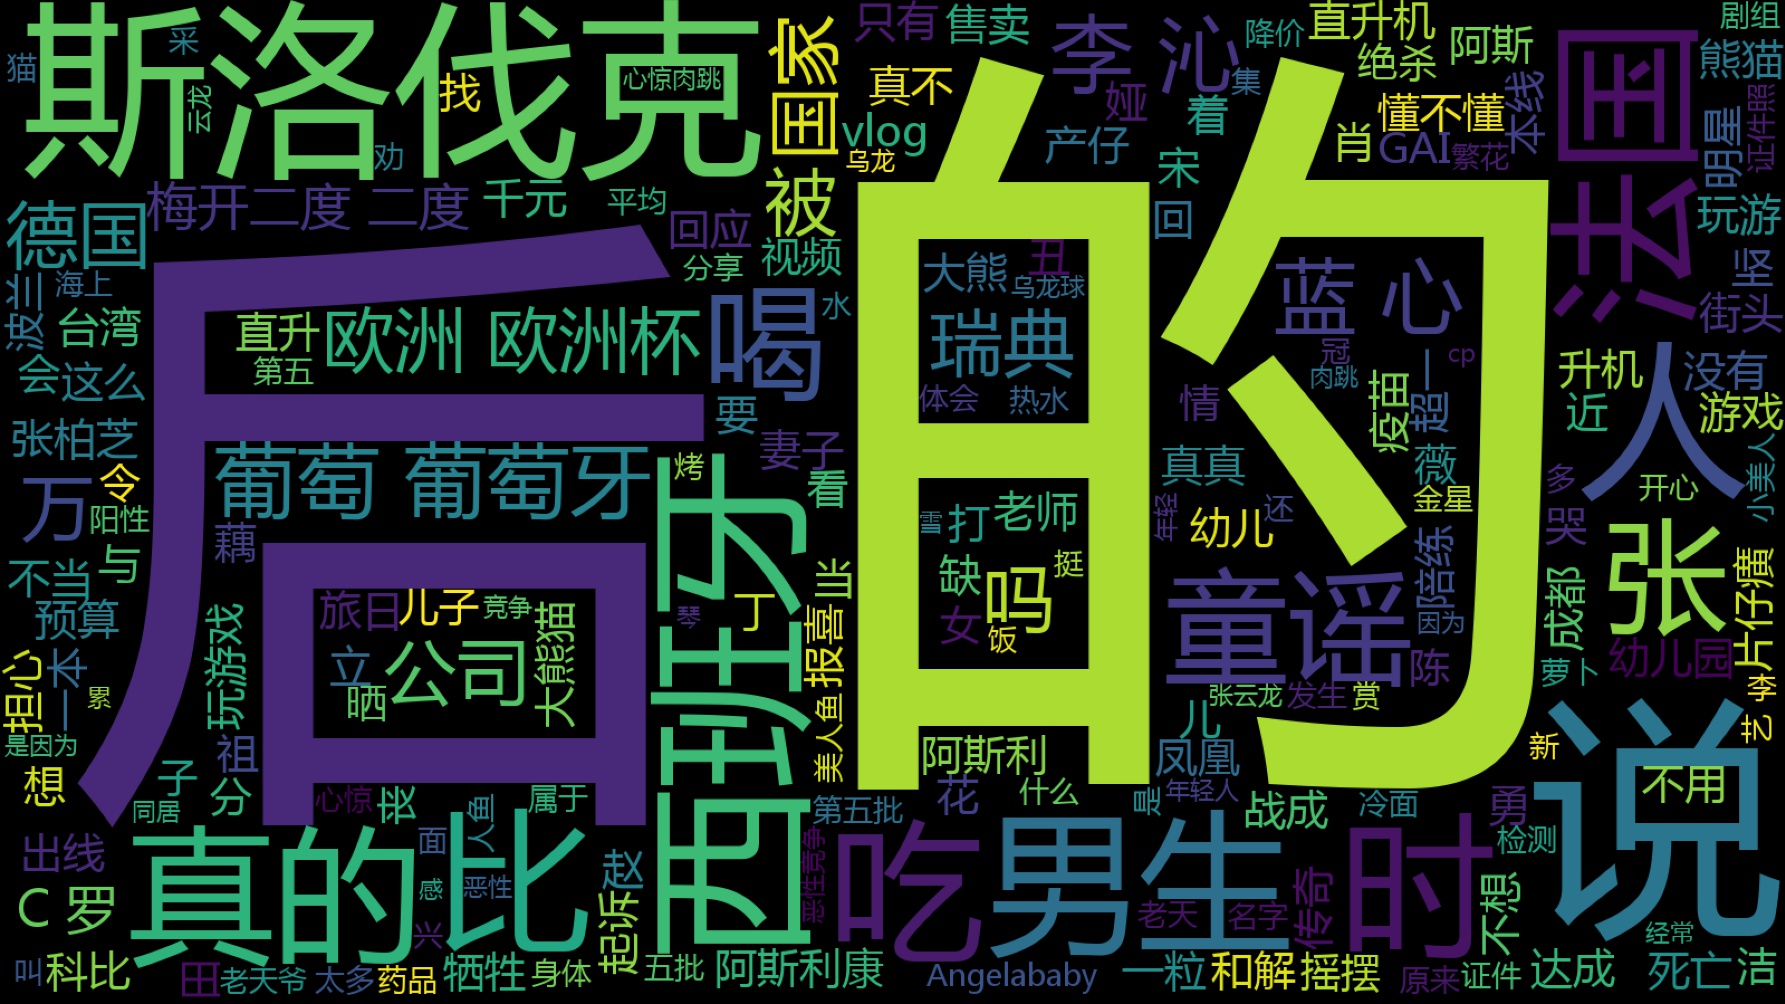 斯洛伐克
的
后
法国
国家
李 沁
说
人
张
童谣
男生
吃
时
真的
比
西班牙
葡萄 葡萄牙
欧洲 欧洲杯
喝
被
德国
梅开二度 二度
千元
平均
回应
分享
视频
水
猫
采
云龙
找
劝
心惊肉跳
只有
售卖
真不
vlog
乌龙
娅
产仔
着
集
宋
回
降价
直升机
绝杀
阿斯
肖
懂不懂
GAI
繁花
本线
剧组
熊猫
证件照
明星
玩游
坚
街头
波兰
海上
台湾
会
这么
张柏芝
万
令
阳性
与
不当
预算
担心
一本
累
是因为
想
直升
第五
藕
要
妻子
看
烤
琴
当
丁
报喜
美人鱼
旅日
儿子
竞争
立
晒
公司
大熊猫
玩游戏
祖
子
分
同居
心惊
丧
属于
大熊
丑
乌龙球
瑞典
体会
热水
雪
打
老师
缺
吗
挺
女
饭
阿斯利
花
什么
第五批
蓝 心
冠
肉跳
cp
情
疫苗
超一
真真
薇
金星
年轻
幼儿
还
陪练
因为
陈
张云龙
发生
赏
儿
凤凰
是
年轻人
战成
冷面
勇
检测
升机
没有
近
游戏
多
开心
小美人
哭
成都
片仔癀
幼儿园
萝卜
李
艺
新
不用
出线
C 罗
科比
叫
田
老天爷
太多
药品
面
感
兴
人鱼
恶性
牺牲
身体
赵
起诉
五批
恶性竞争
阿斯利康
Angelababy
老天
名字
一粒
传奇
和解
摇摆
原来
证件
不想
达成
经常
死亡
洁